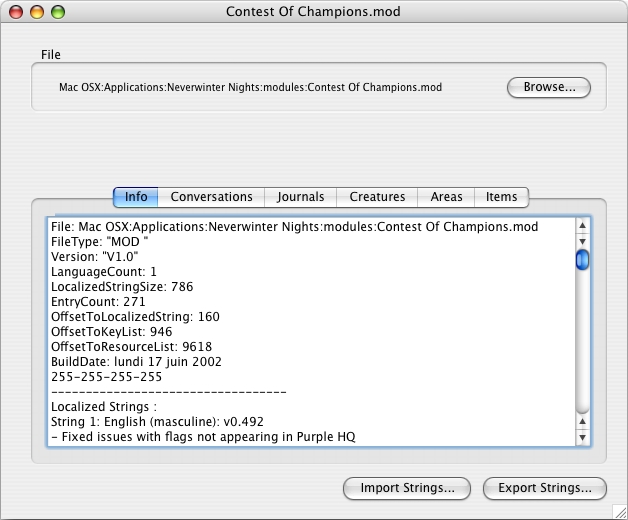 Contest Of Champions.mod
File
Mac OSX:Applications:Neverwinter Nights:modules:Contest Of Champions.mod
Browse...
Info Conversations Journals Creatures Areas Items
File: Mac OSX:Applications:Neverwinter Nights:modules:Contest Of Champions.mod
FileType: "MOD "
Version: "V1.0"
LanguageCount: 1
LocalizedStringSize: 786
EntryCount: 271
OffsetToLocalizedString: 160
OffsetToKeyList: 946
OffsetToResourceList: 9618
BuildDate: lundi 17 juin 2002
255-255-255-255
----------------------------------
Localized Strings :
String 1: English (masculine): v0.492
- Fixed issues with flags not appearing in Purple HQ
Import Strings... Export Strings...